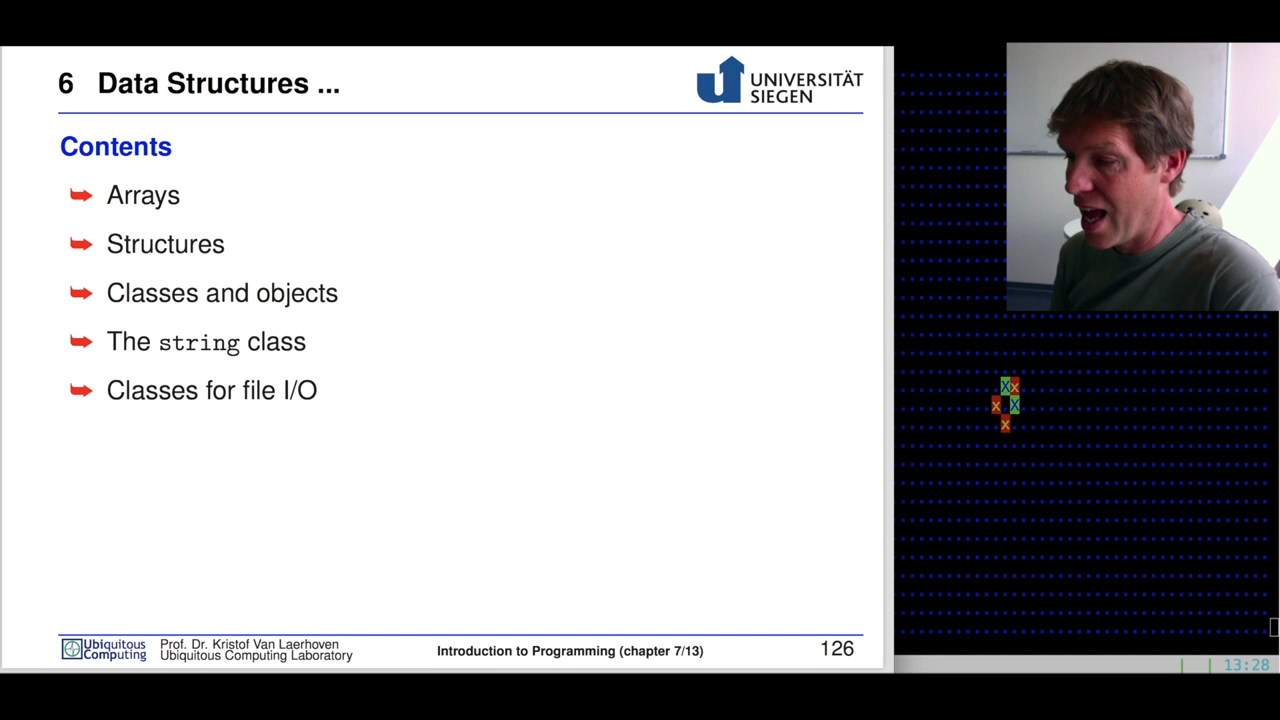 6 Data Structures ...
UNIVERSITÄT
SIEGEN
Contents
Arrays
Structures
Classes and objects
The string class
Classes for file I/O
X x
x X
x
Ubiquitous
Computing
Prof. Dr. Kristof Van Laerhoven
Ubiquitous Computing Laboratory
Introduction to Programming (chapter 7/13)
126
13:28